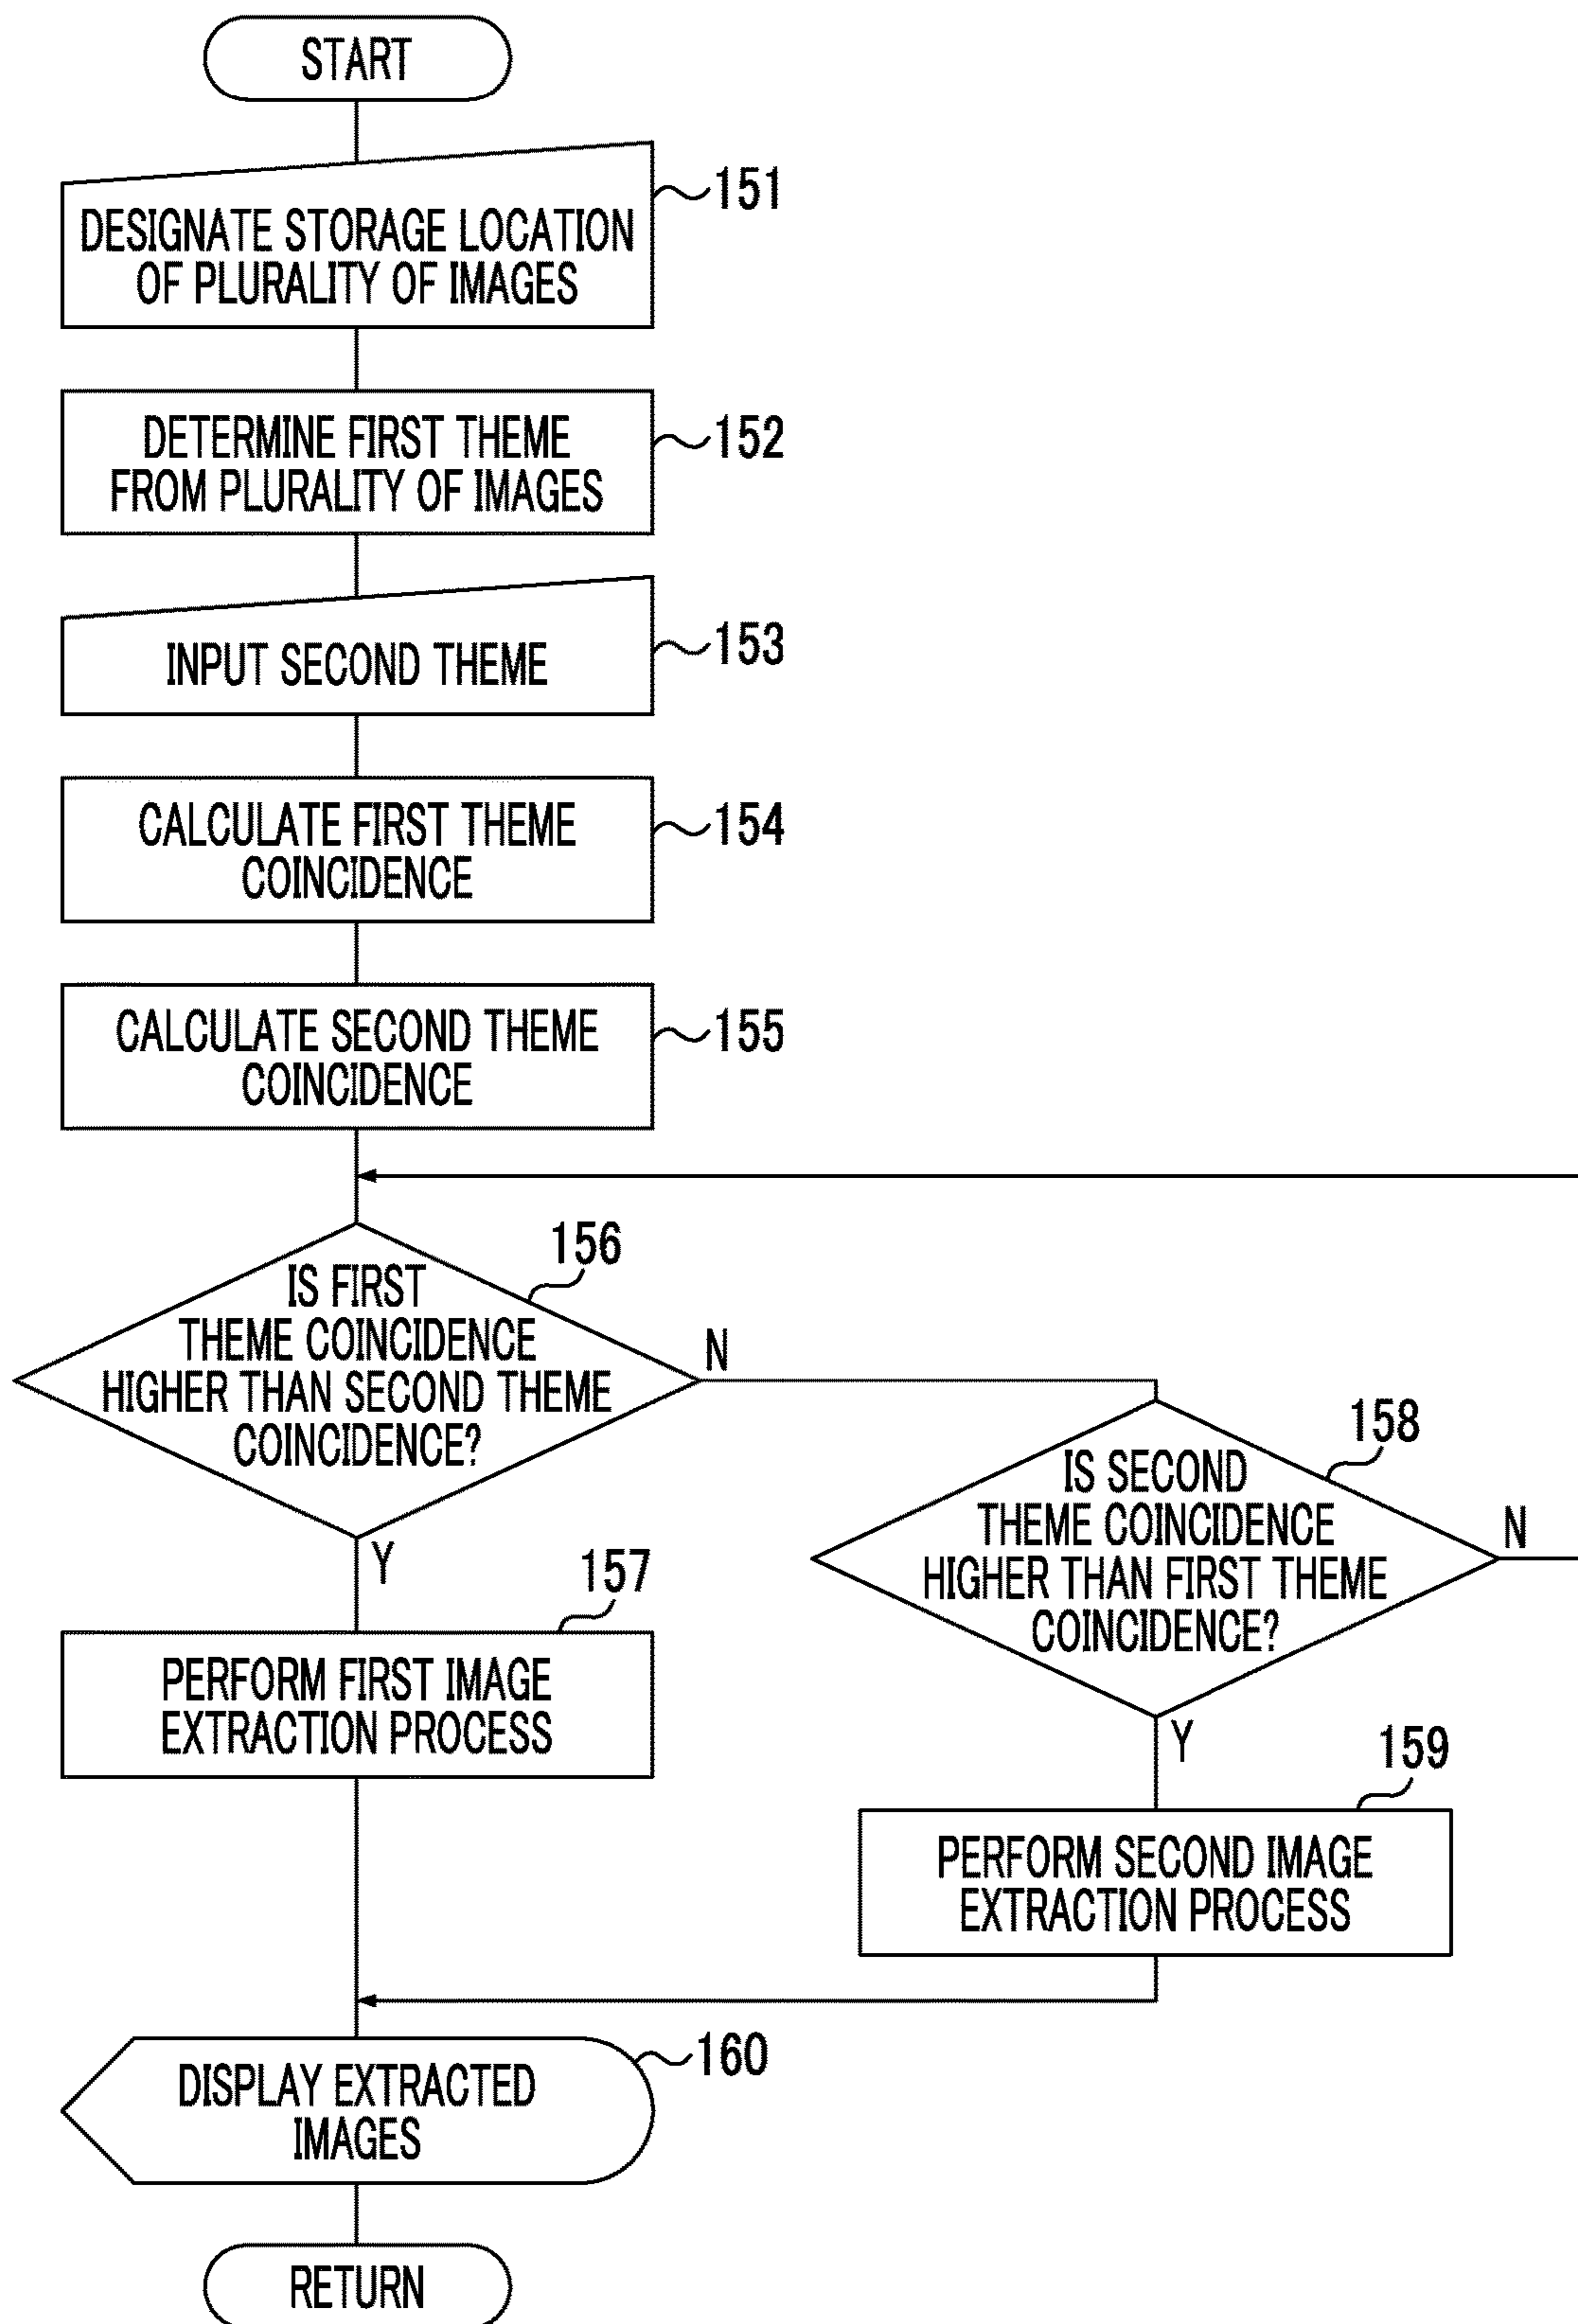 START
DESIGNATE STORAGE LOCATION
OF PLURALITY OF IMAGES
151
DETERMINE FIRST THEME
FROM PLURALITY OF IMAGES
152
INPUT SECOND THEME
153
CALCULATE FIRST THEME
COINCIDENCE
154
CALCULATE SECOND THEME
COINCIDENCE
155
156
IS FIRST
THEME COINCIDENCE
HIGHER THAN SECOND THEME
COINCIDENCE?
N
Y
158
IS SECOND
THEME COINCIDENCE
HIGHER THAN FIRST THEME
COINCIDENCE?
N
Y
157
PERFORM FIRST IMAGE
EXTRACTION PROCESS
159
PERFORM SECOND IMAGE
EXTRACTION PROCESS
DISPLAY EXTRACTED
IMAGES
160
RETURN